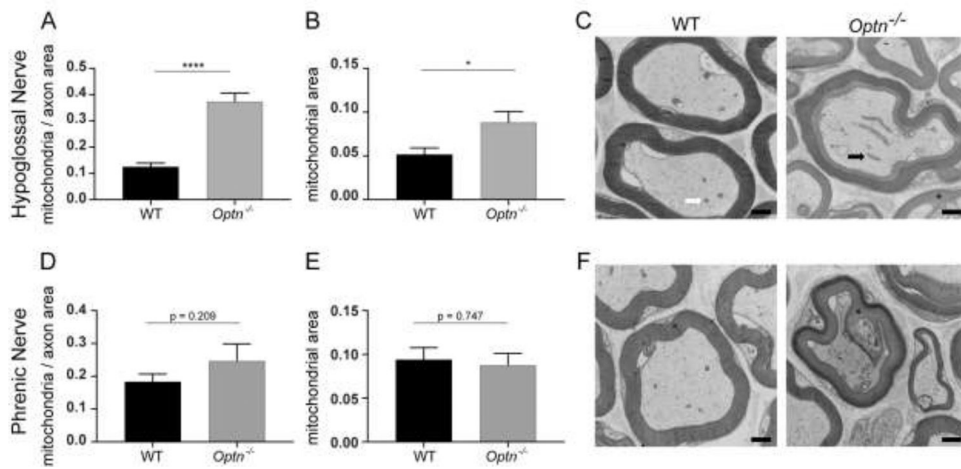 A
B
C
WT
Optn-/-
Hypoglossal Nerve
mitochondria / axon area
0.5
0.4
0.3
0.2
0.1
0.0
****
WT
Optn-/-
mitochondrial area
0.15
0.10
0.05
0.00
*
WT
Optn-/-
D
E
F
Phrenic Nerve
mitochondria / axon area
0.4
0.3
0.2
0.1
0.0
p = 0.209
WT
Optn-/-
mitochondrial area
0.20
0.15
0.10
0.05
0.00
p = 0.747
WT
Optn-/-